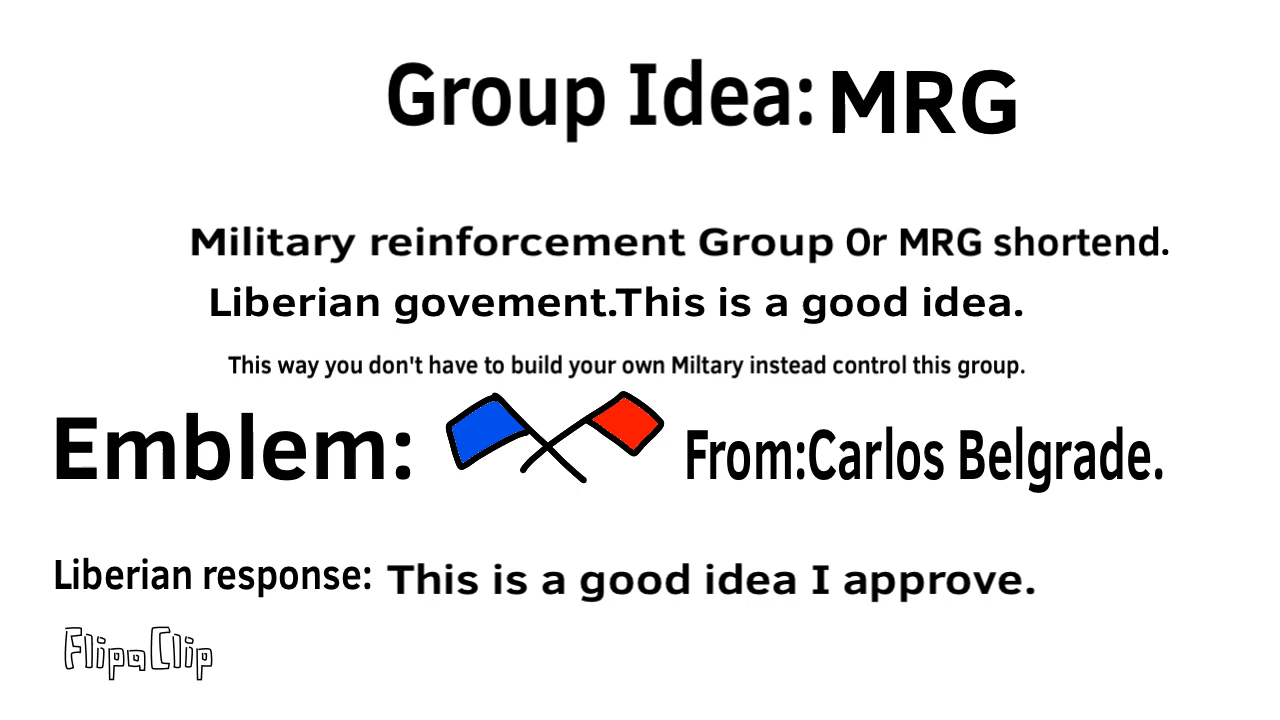 Group Idea: MRG
Military reinforcement Group Or MRG shortend.
Liberian govement.This is a good idea.
This way you don't have to build your own Miltary instead control this group.
Emblem: From:Carlos Belgrade.
Liberian response: This is a good idea I approve.
FlipaClip